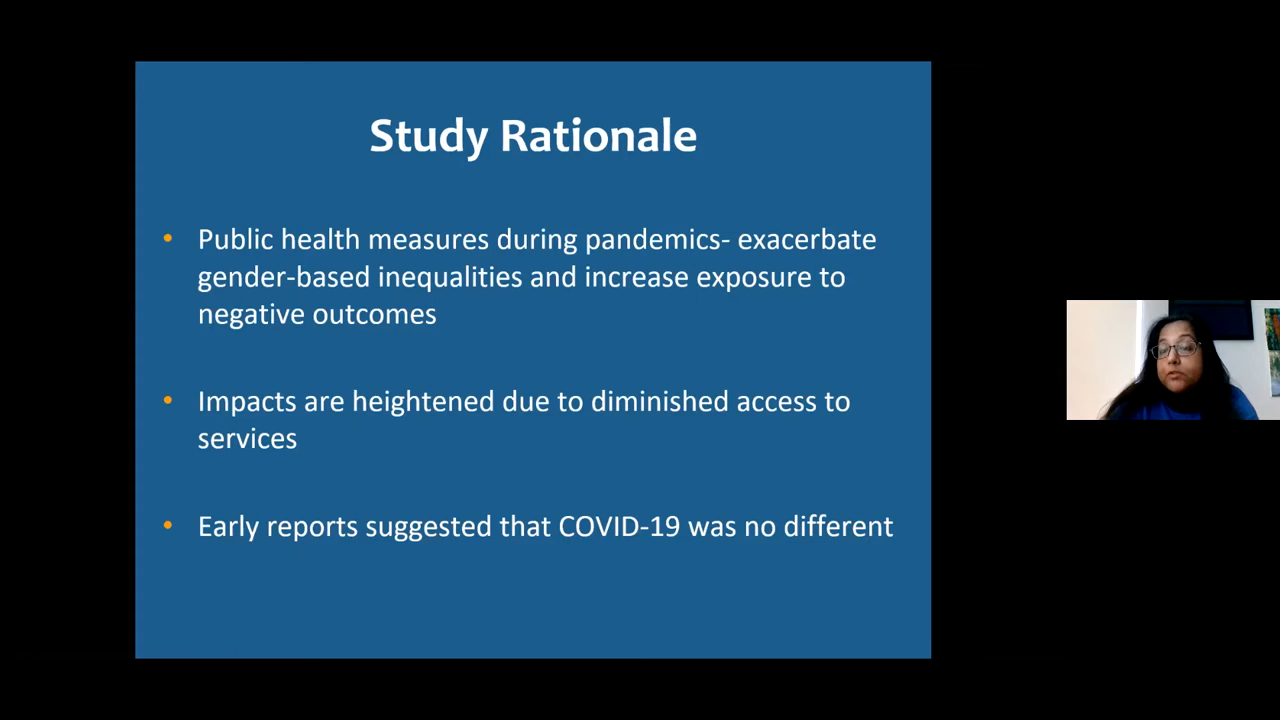 Study Rationale
• Public health measures during pandemics- exacerbate
gender-based inequalities and increase exposure to
negative outcomes
• Impacts are heightened due to diminished access to
services
• Early reports suggested that COVID-19 was no different